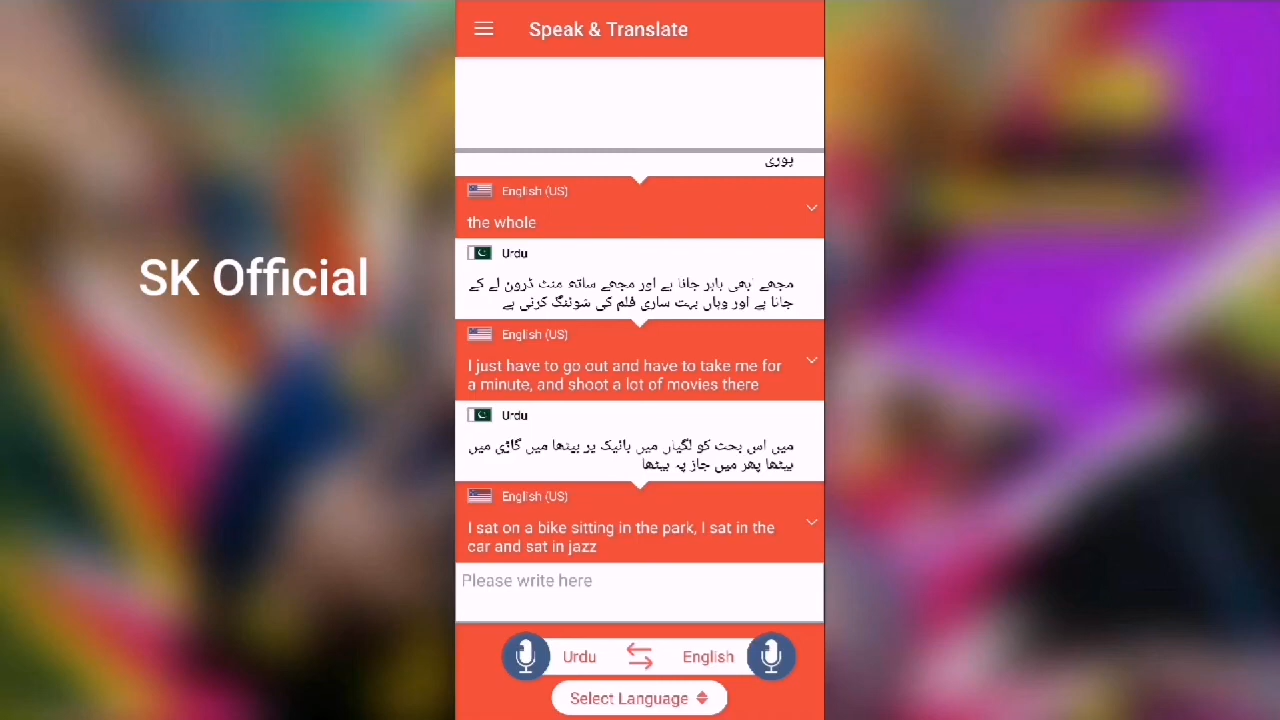 Speak & Translate
پوری
English (US)
the whole
Urdu
مجھے ابھی باہر جانا ہے اور مجھے ساتھ منٹ ڈرون لے کے
جانا ہے اور وہاں بہت ساری فلم کی شوٹنگ کرنی ہے
English (US)
I just have to go out and have to take me for
a minute, and shoot a lot of movies there
Urdu
میں اس بحث کو لگیاں میں بائیک پر بیٹھا میں گاڑی میں
بیٹھا پھر میں جاز پہ بیٹھا
English (US)
I sat on a bike sitting in the park, I sat in the
car and sat in jazz
Please write here
Urdu
English
Select Language
SK Official